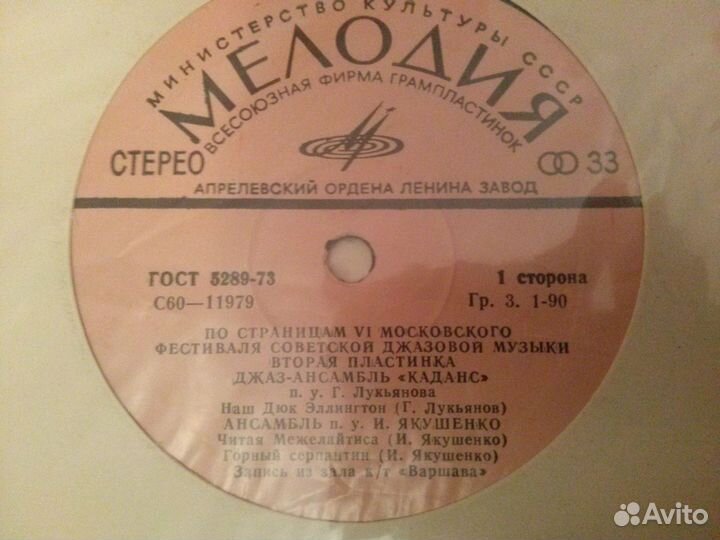 МИНИСТЕРСТВО КУЛЬТУРЫ СССР
МЕЛОДИЯ
ВСЕСОЮЗНАЯ ФИРМА ГРАМПЛАСТИНОК
СТЕРЕО 33
АПРЕЛЕВСКИЙ ОРДЕНА ЛЕНИНА ЗАВОД
ГОСТ 5289-73 1 сторона
С60—11979 Гр. 3. 1-90
ПО СТРАНИЦАМ VI МОСКОВСКОГО
ФЕСТИВАЛЯ СОВЕТСКОЙ ДЖАЗОВОЙ МУЗЫКИ
ВТОРАЯ ПЛАСТИНКА
ДЖАЗ-АНСАМБЛЬ «КАДАНС»
п. у. Г. Лукьянова
Наш Дюк Эллингтон (Г. Лукьянов)
АНСАМБЛЬ п. у. И. ЯКУШЕНКО
Читая Межелайтиса (И. Якушенко)
Горный серпантин (И. Якушенко)
Запись из зала к/т «Варшава»
Avito